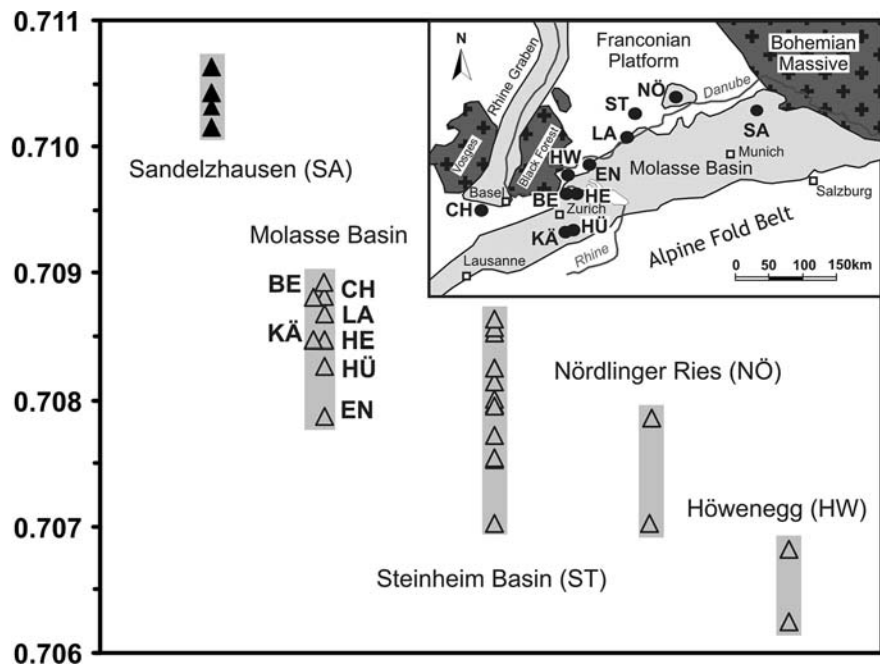 0.711
0.710
0.709
0.708
0.707
0.706
Sandelzhausen (SA)
Molasse Basin
BE
CH
LA
KÄ
HE
HÜ
EN
Steinheim Basin (ST)
Nördlinger Ries (NÖ)
Höwenegg (HW)
N
Rhine Graben
Franconian
Platform
Bohemian
Massive
Danube
NÖ
ST
LA
SA
Vosges
Black Forest
HW
EN
Molasse Basin
Munich
Basel
BE
HE
Salzburg
CH
Zurich
KÄ
HÜ
Alpine Fold Belt
Rhine
Lausanne
0 50 100 150km